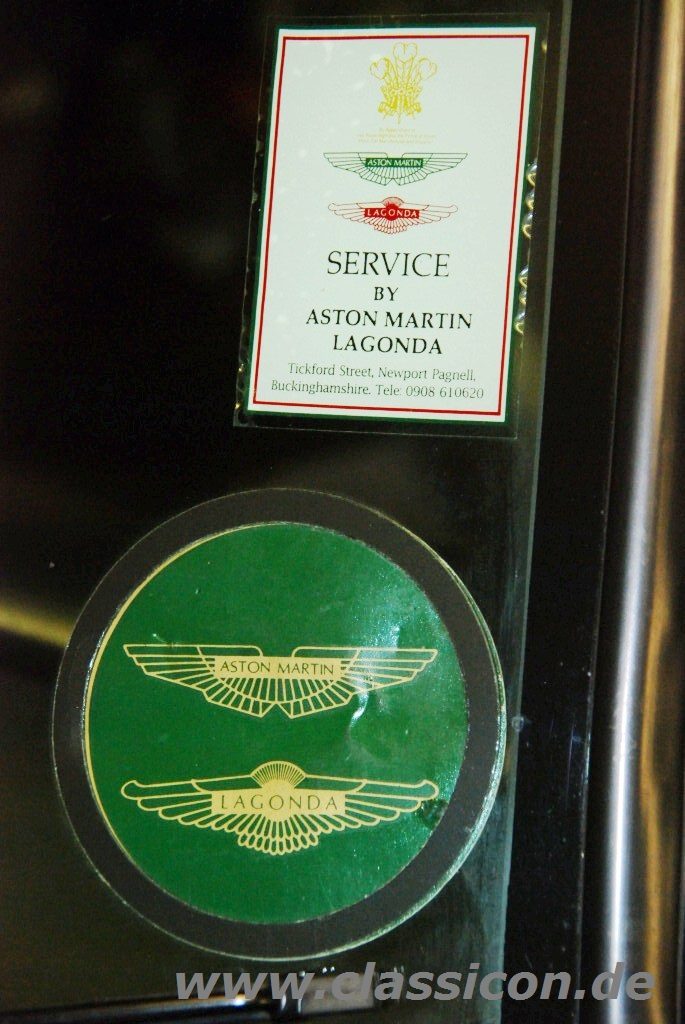 ASTON MARTIN
LAGONDA
SERVICE
BY
ASTON MARTIN
LAGONDA
Tickford Street, Newport Pagnell,
Buckinghamshire. Tele: 0908 610620
ASTON MARTIN
LAGONDA
www.classicon.de